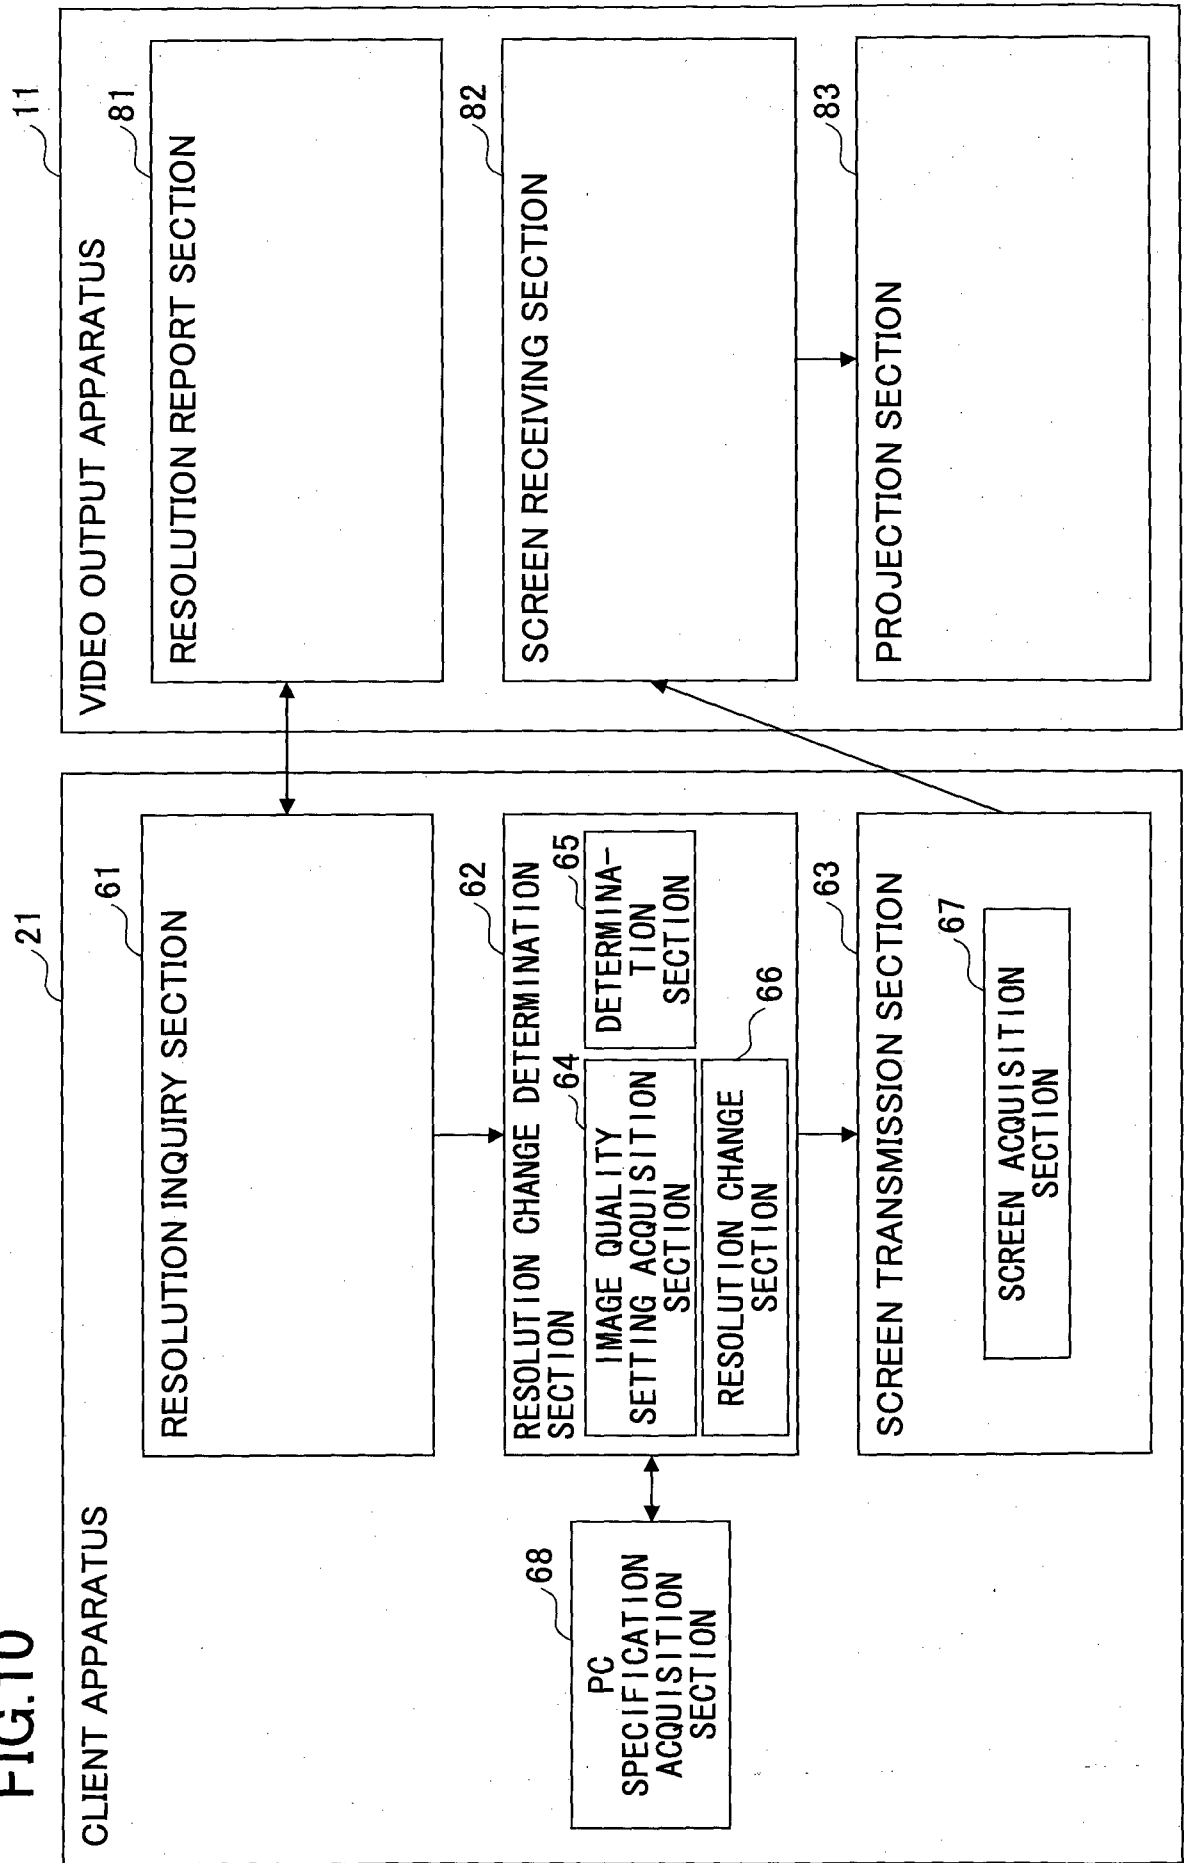 FIG.10
CLIENT APPARATUS
21
RESOLUTION INQUIRY SECTION
61
RESOLUTION CHANGE DETERMINATION
SECTION
62
IMAGE QUALITY
SETTING ACQUISITION
SECTION
64
DETERMINA-
TION
SECTION
65
RESOLUTION CHANGE
SECTION
66
PC
SPECIFICATION
ACQUISITION
SECTION
68
SCREEN TRANSMISSION SECTION
63
SCREEN ACQUISITION
SECTION
67
VIDEO OUTPUT APPARATUS
11
RESOLUTION REPORT SECTION
81
SCREEN RECEIVING SECTION
82
PROJECTION SECTION
83